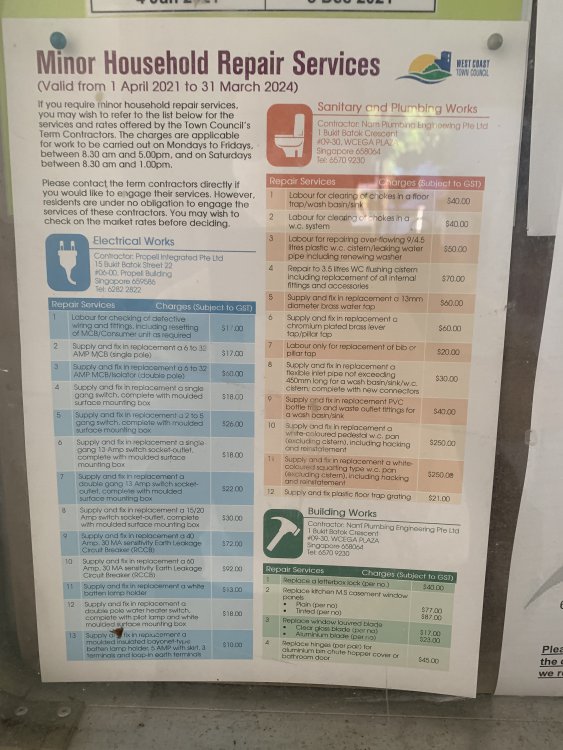 Minor Household Repair Services
(Valid from 1 April 2021 to 31 March 2024)
WEST COAST
TOWN COUNCIL
If you require minor household repair services,
you may wish to refer to the list below for the
services and rates offered by the Town Council's
Term Contractors. The charges are applicable
for work to be carried out on Mondays to Fridays,
between 8.30 am and 5.00pm, and on Saturdays
between 8.30 am and 1.00pm.
Please contact the term contractors directly if
you would like to engage their services. However,
residents are under no obligation to engage the
services of these contractors. You may wish to
check on the market rates before deciding.
Electrical Works
Contractor: Propell Integrated Pte Ltd
15 Bukit Batok Street 22
#06-00, Propell Building
Singapore 659586
Tel: 6282 2822
Repair Services Charges (Subject to GST)
1 Labour for checking of defective
wiring and fittings, including resetting
of MCB/Consumer unit as required
2 Supply and fix in replacement a 6 to 32
AMP MCB (single pole) $17.00
3 Supply and fix in replacement a 6 to 32
AMP MCB/Isolator (double pole) $60.00
4 Supply and fix in replacement a single
gang switch, complete with moulded $18.00
surface mounting box
5 Supply and fix in replacement a 2 to 5
gang switch, complete with moulded $26.00
surface mounting box
6 Supply and fix in replacement a single
gang 13-Amp switch socket-outlet, $18.00
complete with moulded surface
mounting box
7 Supply and fix in replacement a
double gang 13 Amp switch socket- $22.00
outlet, complete with moulded
surface mounting box
8 Supply and fix in replacement a 15/20
Amp switch socket-outlet, complete $30.00
with moulded surface mounting box
9 Supply and fix in replacement a 40
Amp, 30 MA sensitivity Earth Leakage $72.00
Circuit Breaker (RCCB)
10 Supply and fix in replacement a 60
Amp, 30 MA sensitivity Earth Leakage $92.00
Circuit Breaker (RCCB)
11 Supply and fix in replacement a white
batten lamp holder $13.00
12 Supply and fix in replacement a
double pole water heater switch, $18.00
complete with pilot lamp and white
moulded surface mounting box
13 Supply and fix in replacement a
moulded insulated bayonet-type $10.00
batten lamp holder, 5 AMP with skirt, 3
terminals and loop-in earth terminals
Sanitary and Plumbing Works
Contractor: Nam Plumbing Engineering Pte Ltd
1 Bukit Batok Crescent
#09-30, WCEGA PLAZA
Singapore 658064
Tel: 6570 9230
Repair Services Charges (Subject to GST)
1 Labour for clearing of chokes in a floor
trap/wash basin/sink $40.00
2 Labour for clearing of chokes in a
w.c. system $40.00
3 Labour for repairing over-flowing 9/4.5
litres plastic w.c. cistern/leaking water $50.00
pipe including renewing washer
4 Repair to 3.5 litres WC flushing cistern
including replacement of all internal $70.00
fittings and accessories
5 Supply and fix in replacement a 13mm
diameter brass water tap $60.00
6 Supply and fix in replacement a
chromium plated brass lever $60.00
tap/pillar tap
7 Labour only for replacement of bib or
pillar tap $20.00
8 Supply and fix in replacement a
flexible inlet pipe not exceeding $30.00
450mm long for a wash basin/sink/w.c.
cistern, complete with new connectors
9 Supply and fix in replacement PVC
bottle trap and waste outlet fittings for $40.00
a wash basin/sink
10 Supply and fix in replacement a
white-coloured pedestal w.c. pan $250.00
(excluding cistern), including hacking
and reinstatement
11 Supply and fix in replacement a white-
coloured squatting type w.c. pan $250.00
(excluding cistern), including hacking
and reinstatement
12 Supply and fix plastic floor trap grating $21.00
Building Works
Contractor: Nam Plumbing Engineering Pte Ltd
1 Bukit Batok Crescent
#09-30, WCEGA PLAZA
Singapore 658064
Tel: 6570 9230
Repair Services Charges (Subject to GST)
1 Replace a letterbox lock (per no.) $40.00
2 Replace kitchen M.S casement window
panels
• Plain (per no) $77.00
• Tinted (per no) $87.00
3 Replace window louvred blade
• Clear glass blade (per no) $17.00
• Aluminium blade (per no) $23.00
4 Replace hinges (per pair) for
aluminium bm chute hopper cover or $45.00
bathroom door.